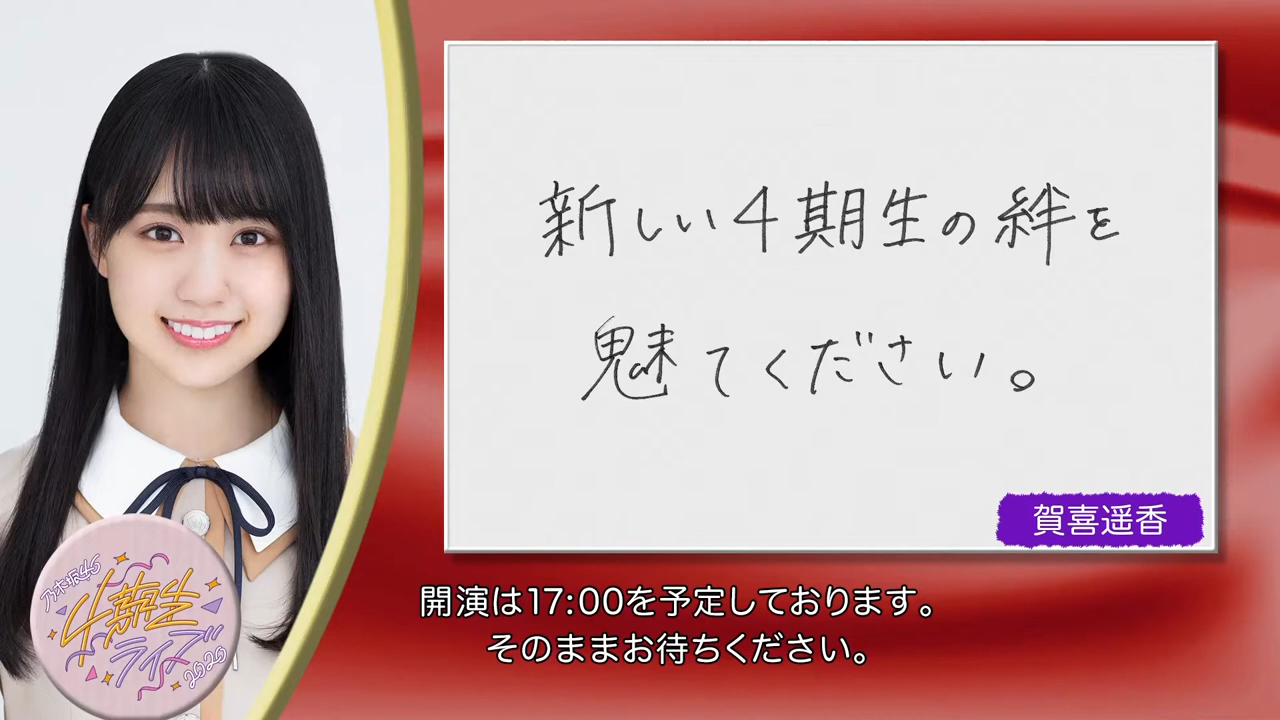 新しい4期生の絆を
魅てください。
賀喜遥香
開演は17:00を予定しております。
そのままお待ちください。
乃木坂46
4期生
ライブ
2020